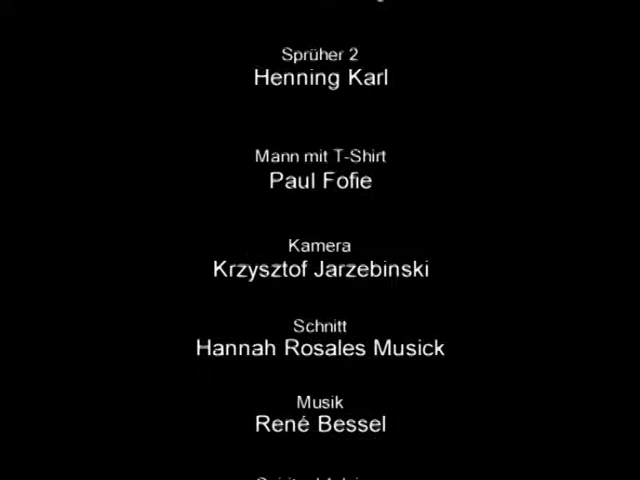 Sprüher 2
Henning Karl
Mann mit T-Shirt
Paul Fofie
Kamera
Krzysztof Jarzebinski
Schnitt
Hannah Rosales Musick
Musik
René Bessel